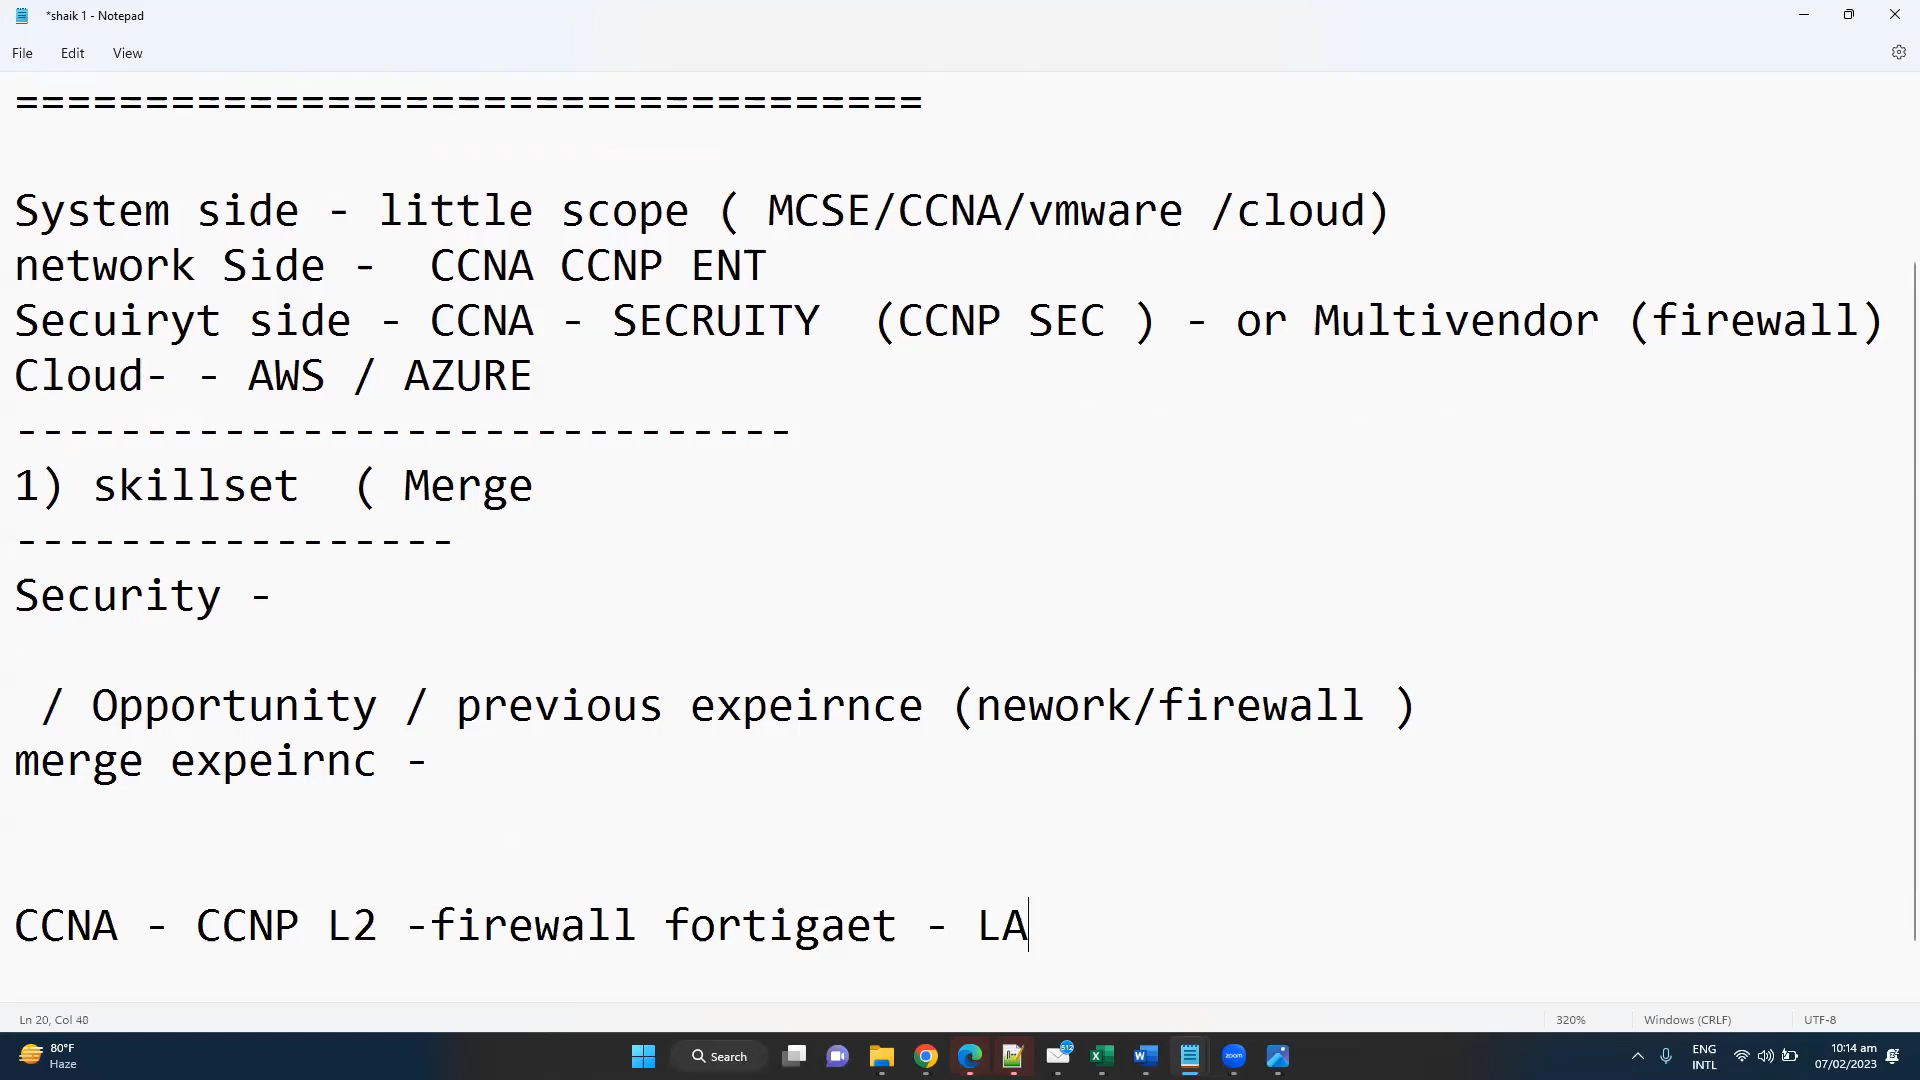 *shaik 1 - Notepad
File Edit View
===================================
System side - little scope ( MCSE/CCNA/vmware /cloud)
network Side -  CCNA CCNP ENT
Secuiryt side - CCNA - SECRUITY  (CCNP SEC ) - or Multivendor (firewall)
Cloud- - AWS / AZURE
------------------------------
1) skillset  ( Merge
-----------------
Security -
/ Opportunity / previous expeirnce (nework/firewall )
merge expeirnc -
CCNA - CCNP L2 -firewall fortigaet - LA
Ln 20, Col 40 320% Windows (CRLF) UTF-8
80°F
Haze
Search
512
zoom
ENG
INTL
10:14 am
07/02/2023